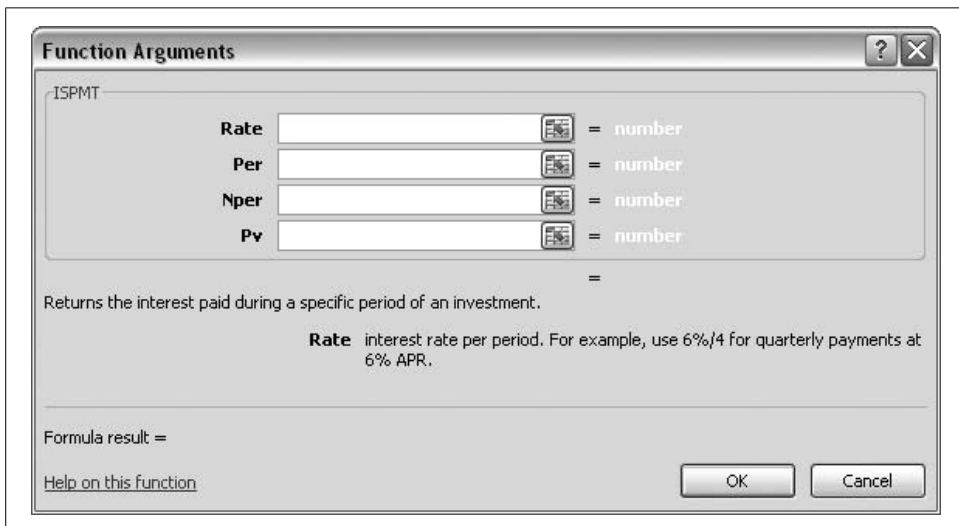 Function Arguments
ISPMT
Rate = number
Per = number
Nper = number
Pv = number
=
Returns the interest paid during a specific period of an investment.
Rate interest rate per period. For example, use 6%/4 for quarterly payments at
6% APR.
Formula result =
Help on this function
OK Cancel